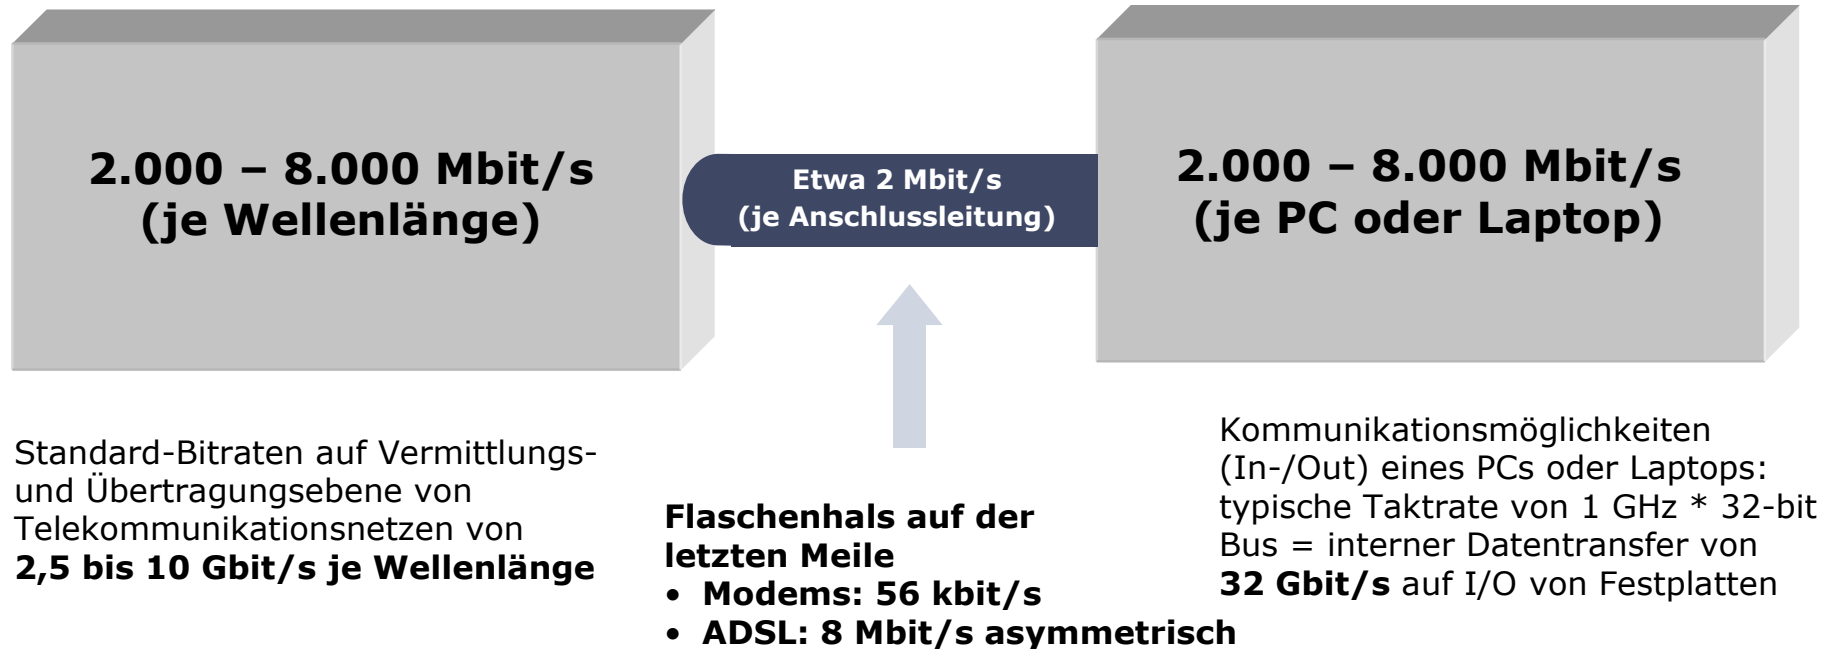 2.000 – 8.000 Mbit/s
(je Wellenlänge)
Etwa 2 Mbit/s
(je Anschlussleitung)
2.000 – 8.000 Mbit/s
(je PC oder Laptop)
Standard-Bitraten auf Vermittlungs-
und Übertragungsebene von
Telekommunikationsnetzen von
2,5 bis 10 Gbit/s je Wellenlänge
Flaschenhals auf der
letzten Meile
• Modems: 56 kbit/s
• ADSL: 8 Mbit/s asymmetrisch
Kommunikationsmöglichkeiten
(In-/Out) eines PCs oder Laptops:
typische Taktrate von 1 GHz * 32-bit
Bus = interner Datentransfer von
32 Gbit/s auf I/O von Festplatten